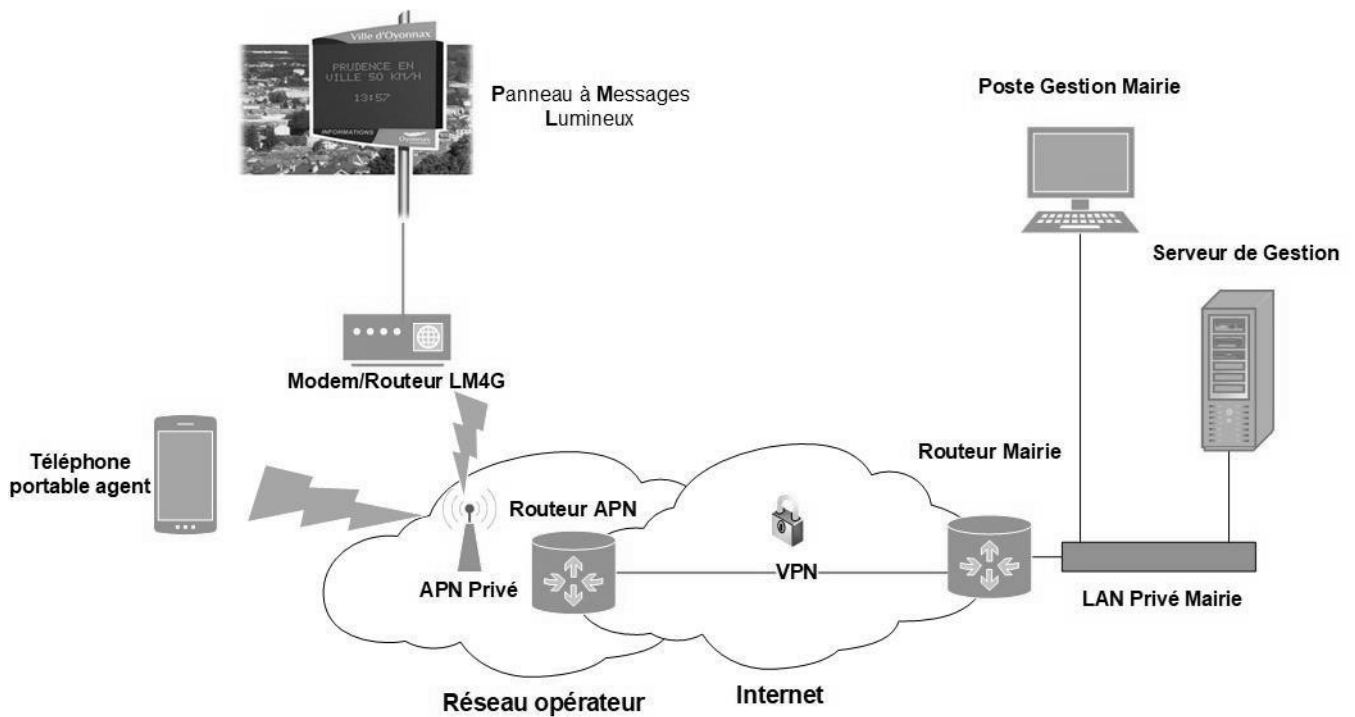 Ville d'Oyonnax
PRUDENCE EN
VILLE 50 KM/H
13:57
INFORMATIONS
Oyonnax
Panneau à Messages
Lumineux
Poste Gestion Mairie
Serveur de Gestion
Modem/Routeur LM4G
Téléphone
portable agent
Routeur Mairie
Routeur APN
APN Privé
VPN
LAN Privé Mairie
Réseau opérateur
Internet